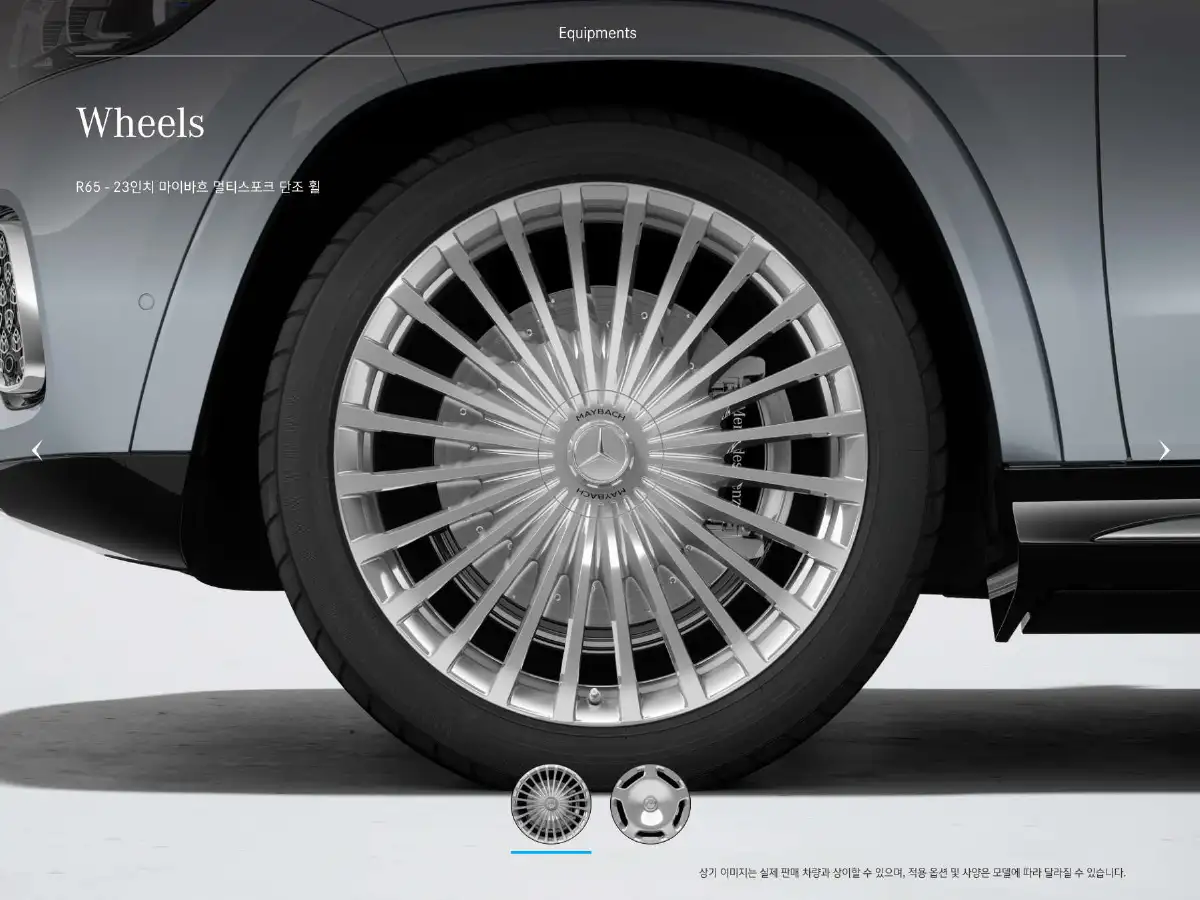 Equipments
Wheels
R65 - 23인치 마이바흐 멀티스포크 단조 휠
MAYBACH
MAYBACH
상기 이미지는 실제 판매 차량과 상이할 수 있으며, 적용 옵션 및 사양은 모델에 따라 달라질 수 있습니다.